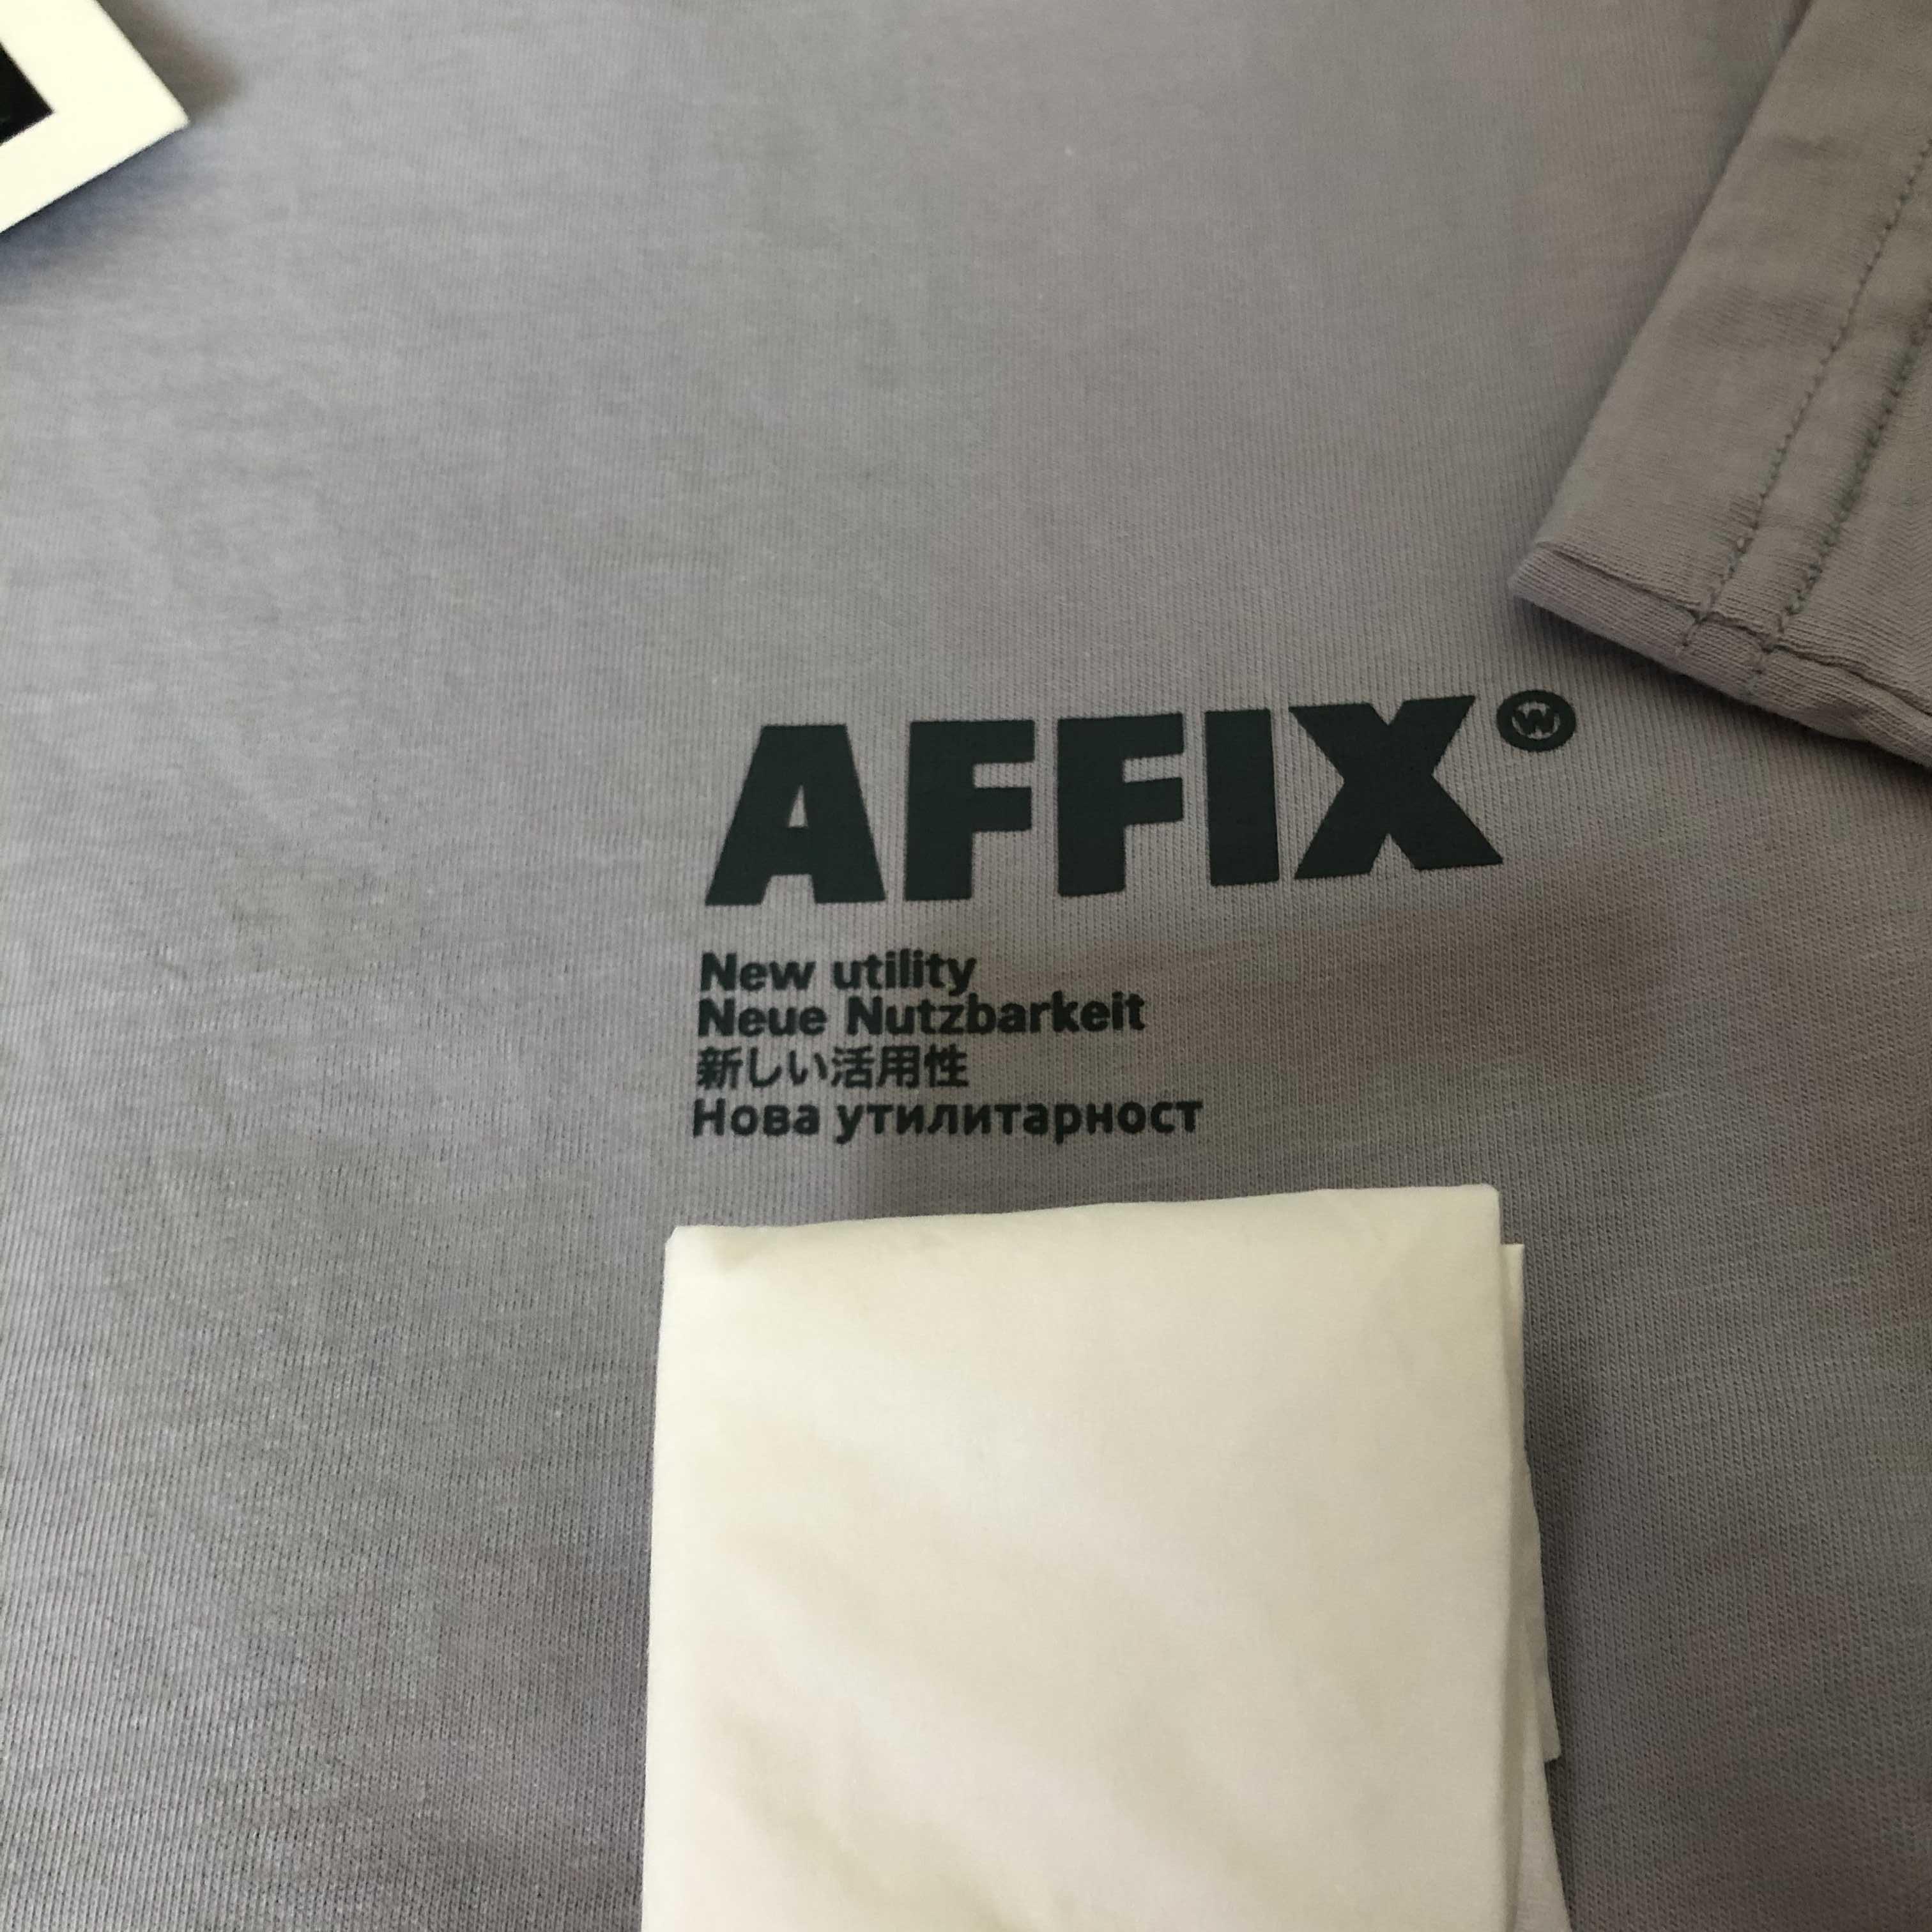 AFFIX W
New utility
Neue Nutzbarkeit
新しい活用性
Нова утилитарност